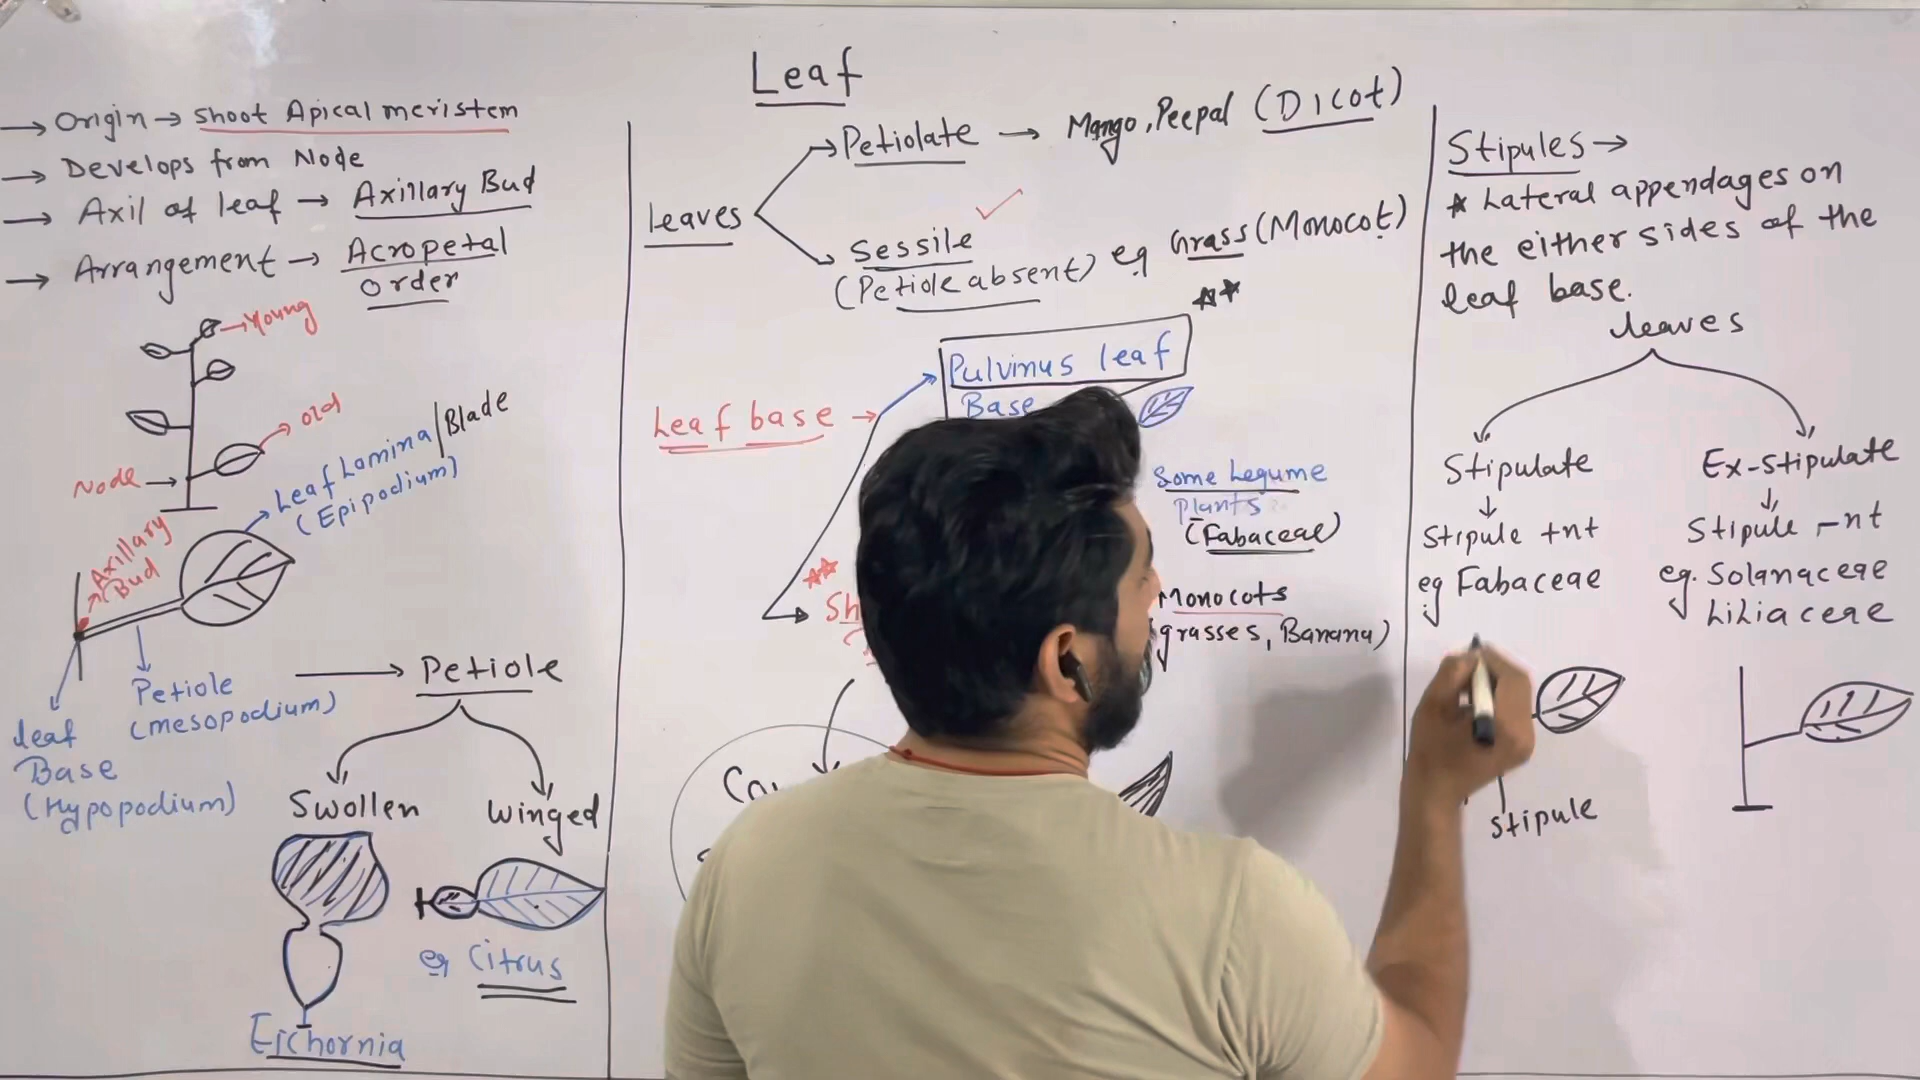 Leaf
→ Origin → Shoot Apical meristem
→ Develops from Node
→ Axil of leaf → Axillary Bud
→ Arrangement → Acropetal
order
→ Young
→ old
Node →
Leaf Lamina/Blade
(Epipodium)
Axillary
Bud
Petiole
(mesopodium)
leaf
Base
(Hypopodium)
→ Petiole
Swollen
winged
eg Citrus
Eichornia
leaves
→ Petiolate → Mango, Peepal (Dicot)
→ Sessile
(Petiole absent) eg Grass (Monocot)
Leaf base →
Pulvinus leaf
Base
Some Legume
Plants
(Fabaceae)
Monocots
grasses, Banana)
Stipules →
* Lateral appendages on
the either sides of the
leaf base.
leaves
Stipulate
Stipule +nt
eg Fabaceae
stipule
Ex-stipulate
Stipule -nt
eg. Solanaceae
Liliacere